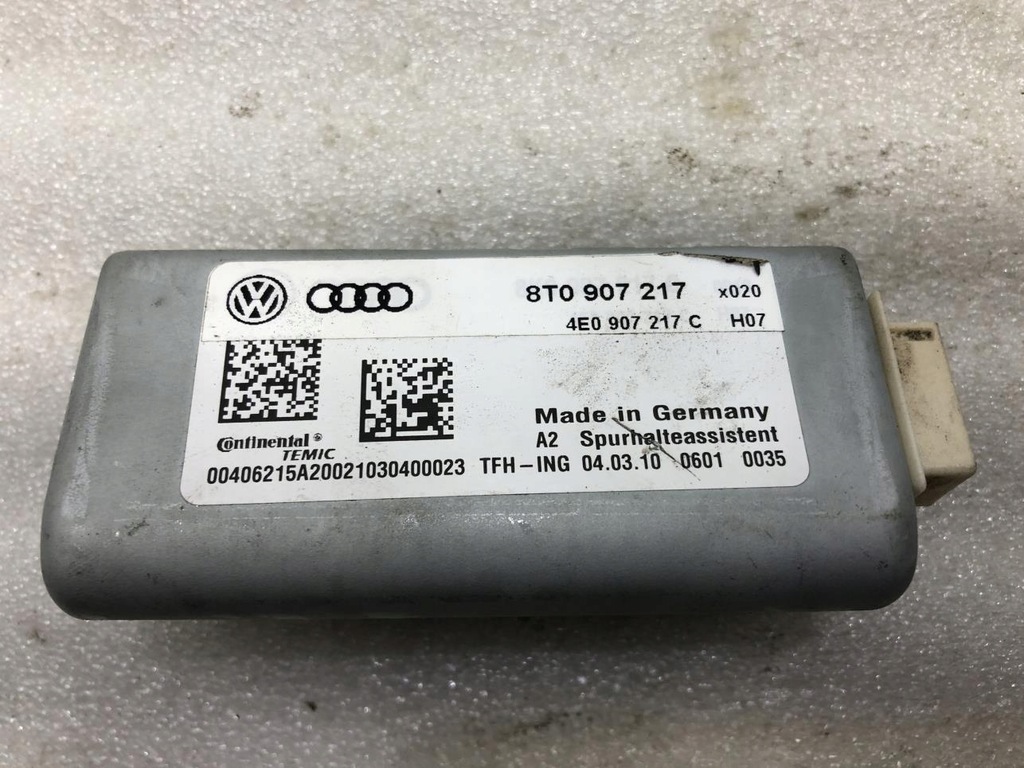 8T0 907 217 x020
4E0 907 217 C H07
Made in Germany
Continental
TEMIC
A2 Spurhalteassistent
00406215A20021030400023 TFH-ING 04.03.10 0601 0035